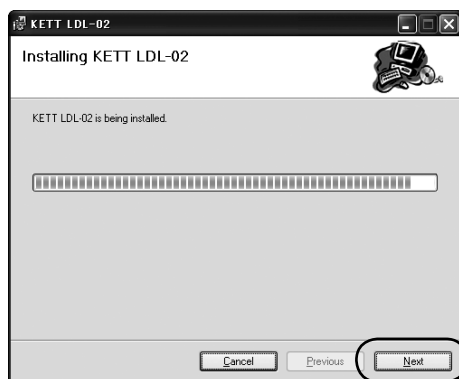 KETT LDL-02
Installing KETT LDL-02
KETT LDL-02 is being installed.
Cancel Previous Next